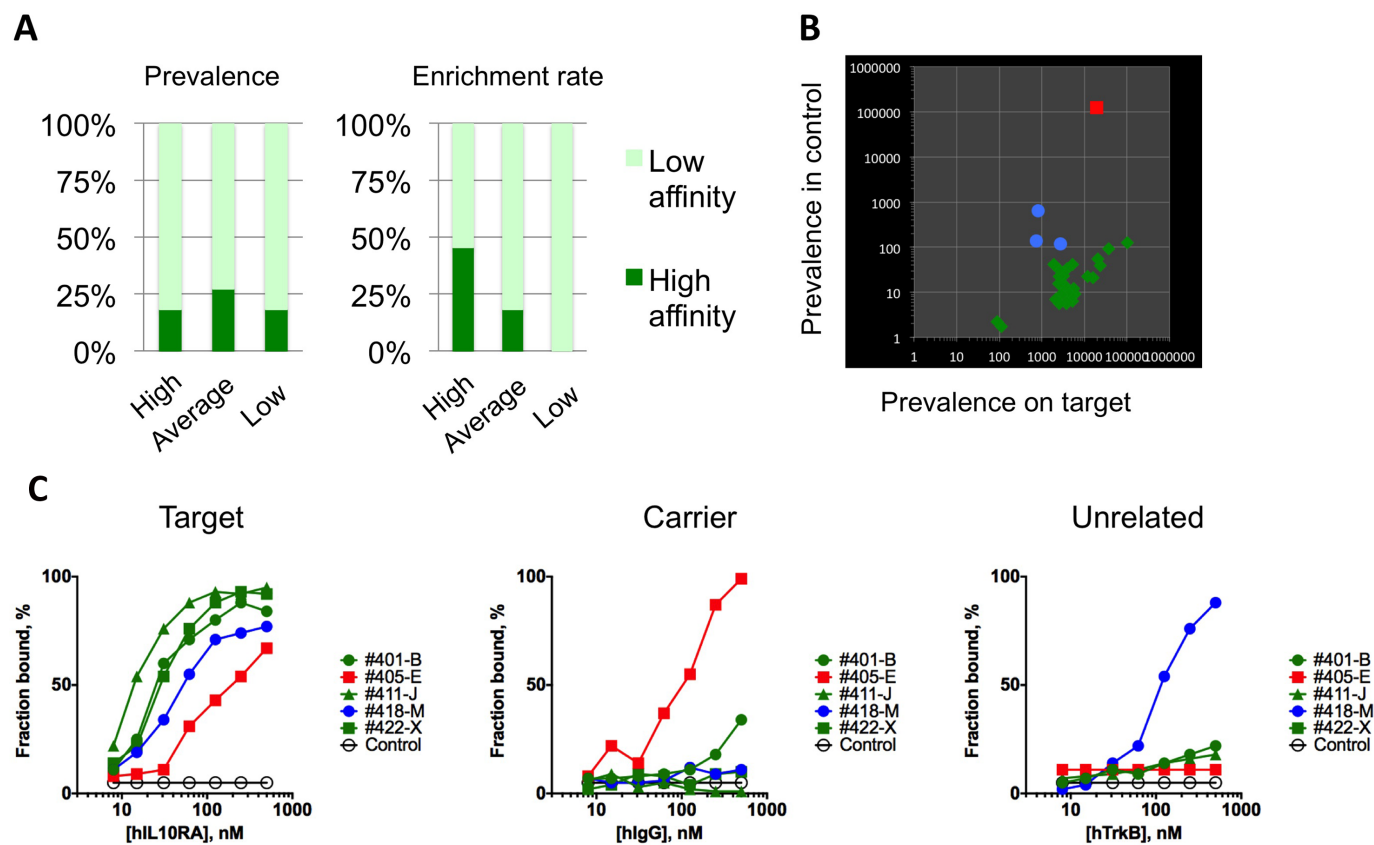 A
Prevalence
100%
75%
50%
25%
0%
High
Average
Low
Enrichment rate
100%
75%
50%
25%
0%
High
Average
Low
Low
affinity
High
affinity
B
Prevalence in control
1000000
100000
10000
1000
100
10
1
1 10 100 1000 10000 100000 1000000
Prevalence on target
C
Target
Fraction bound, %
100
50
0
10 100 1000
[hIL10RA], nM
#401-B
#405-E
#411-J
#418-M
#422-X
Control
Carrier
Fraction bound, %
100
50
0
10 100 1000
[hIgG], nM
#401-B
#405-E
#411-J
#418-M
#422-X
Control
Unrelated
Fraction bound, %
100
50
0
10 100 1000
[hTrkB], nM
#401-B
#405-E
#411-J
#418-M
#422-X
Control